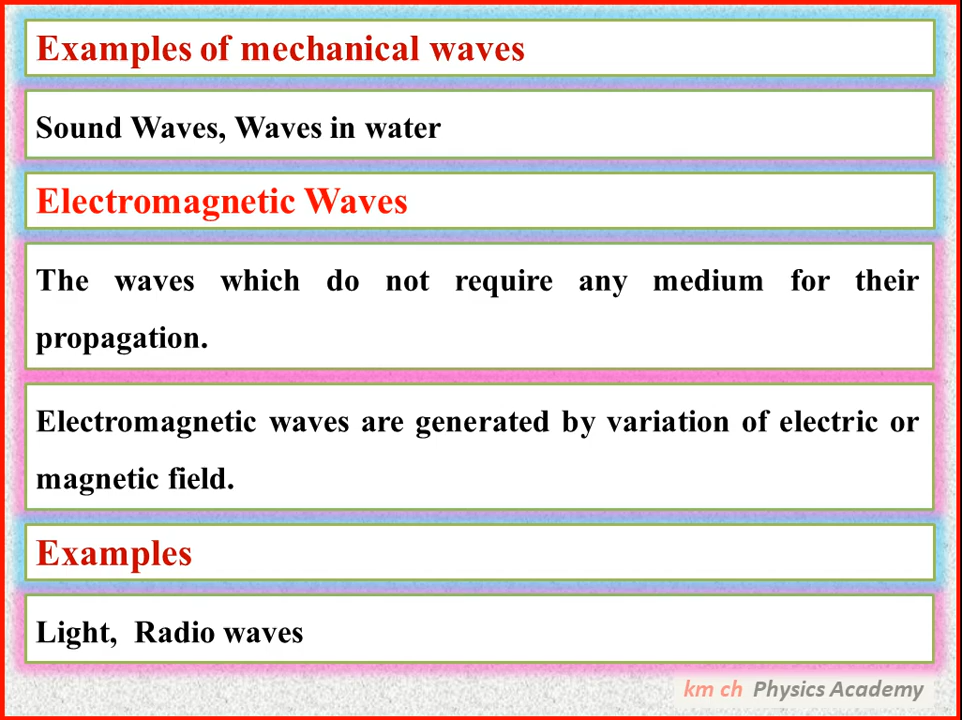 Examples of mechanical waves
Sound Waves, Waves in water
Electromagnetic Waves
The waves which do not require any medium for their
propagation.
Electromagnetic waves are generated by variation of electric or
magnetic field.
Examples
Light, Radio waves
km ch Physics Academy